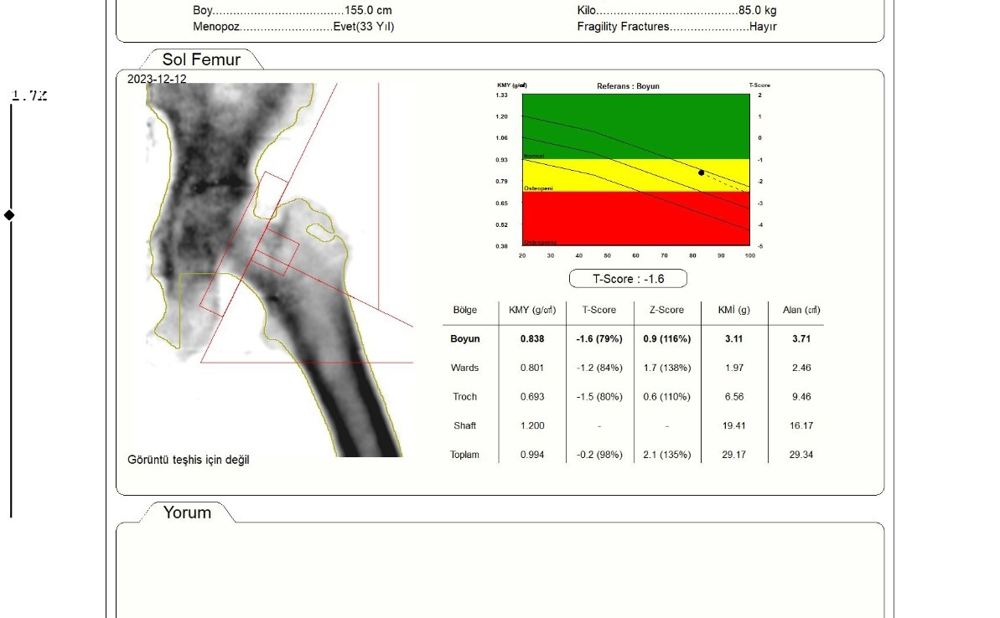 Boy......................................155.0 cm Kilo.........................................85.0 kg
Menopoz...........................Evet(33 Yıl) Fragility Fractures.......................Hayır
Sol Femur
2023-12-12
1.7X
KMY (g/㎠) Referans : Boyun T-Score
1.33 2
1.20 1
1.06 0
0.93 Normal -1
0.79 -2
Osteopeni
0.65 -3
0.52 -4
0.38 Osteoporoz -5
20 30 40 50 60 70 80 90 100
T-Score : -1.6
Bölge KMY (g/㎠) T-Score Z-Score KMİ (g) Alan (㎠)
Boyun 0.838 -1.6 (79%) 0.9 (116%) 3.11 3.71
Wards 0.801 -1.2 (84%) 1.7 (138%) 1.97 2.46
Troch 0.693 -1.5 (80%) 0.6 (110%) 6.56 9.46
Shaft 1.200 - - 19.41 16.17
Toplam 0.994 -0.2 (98%) 2.1 (135%) 29.17 29.34
Görüntü teşhis için değil
Yorum